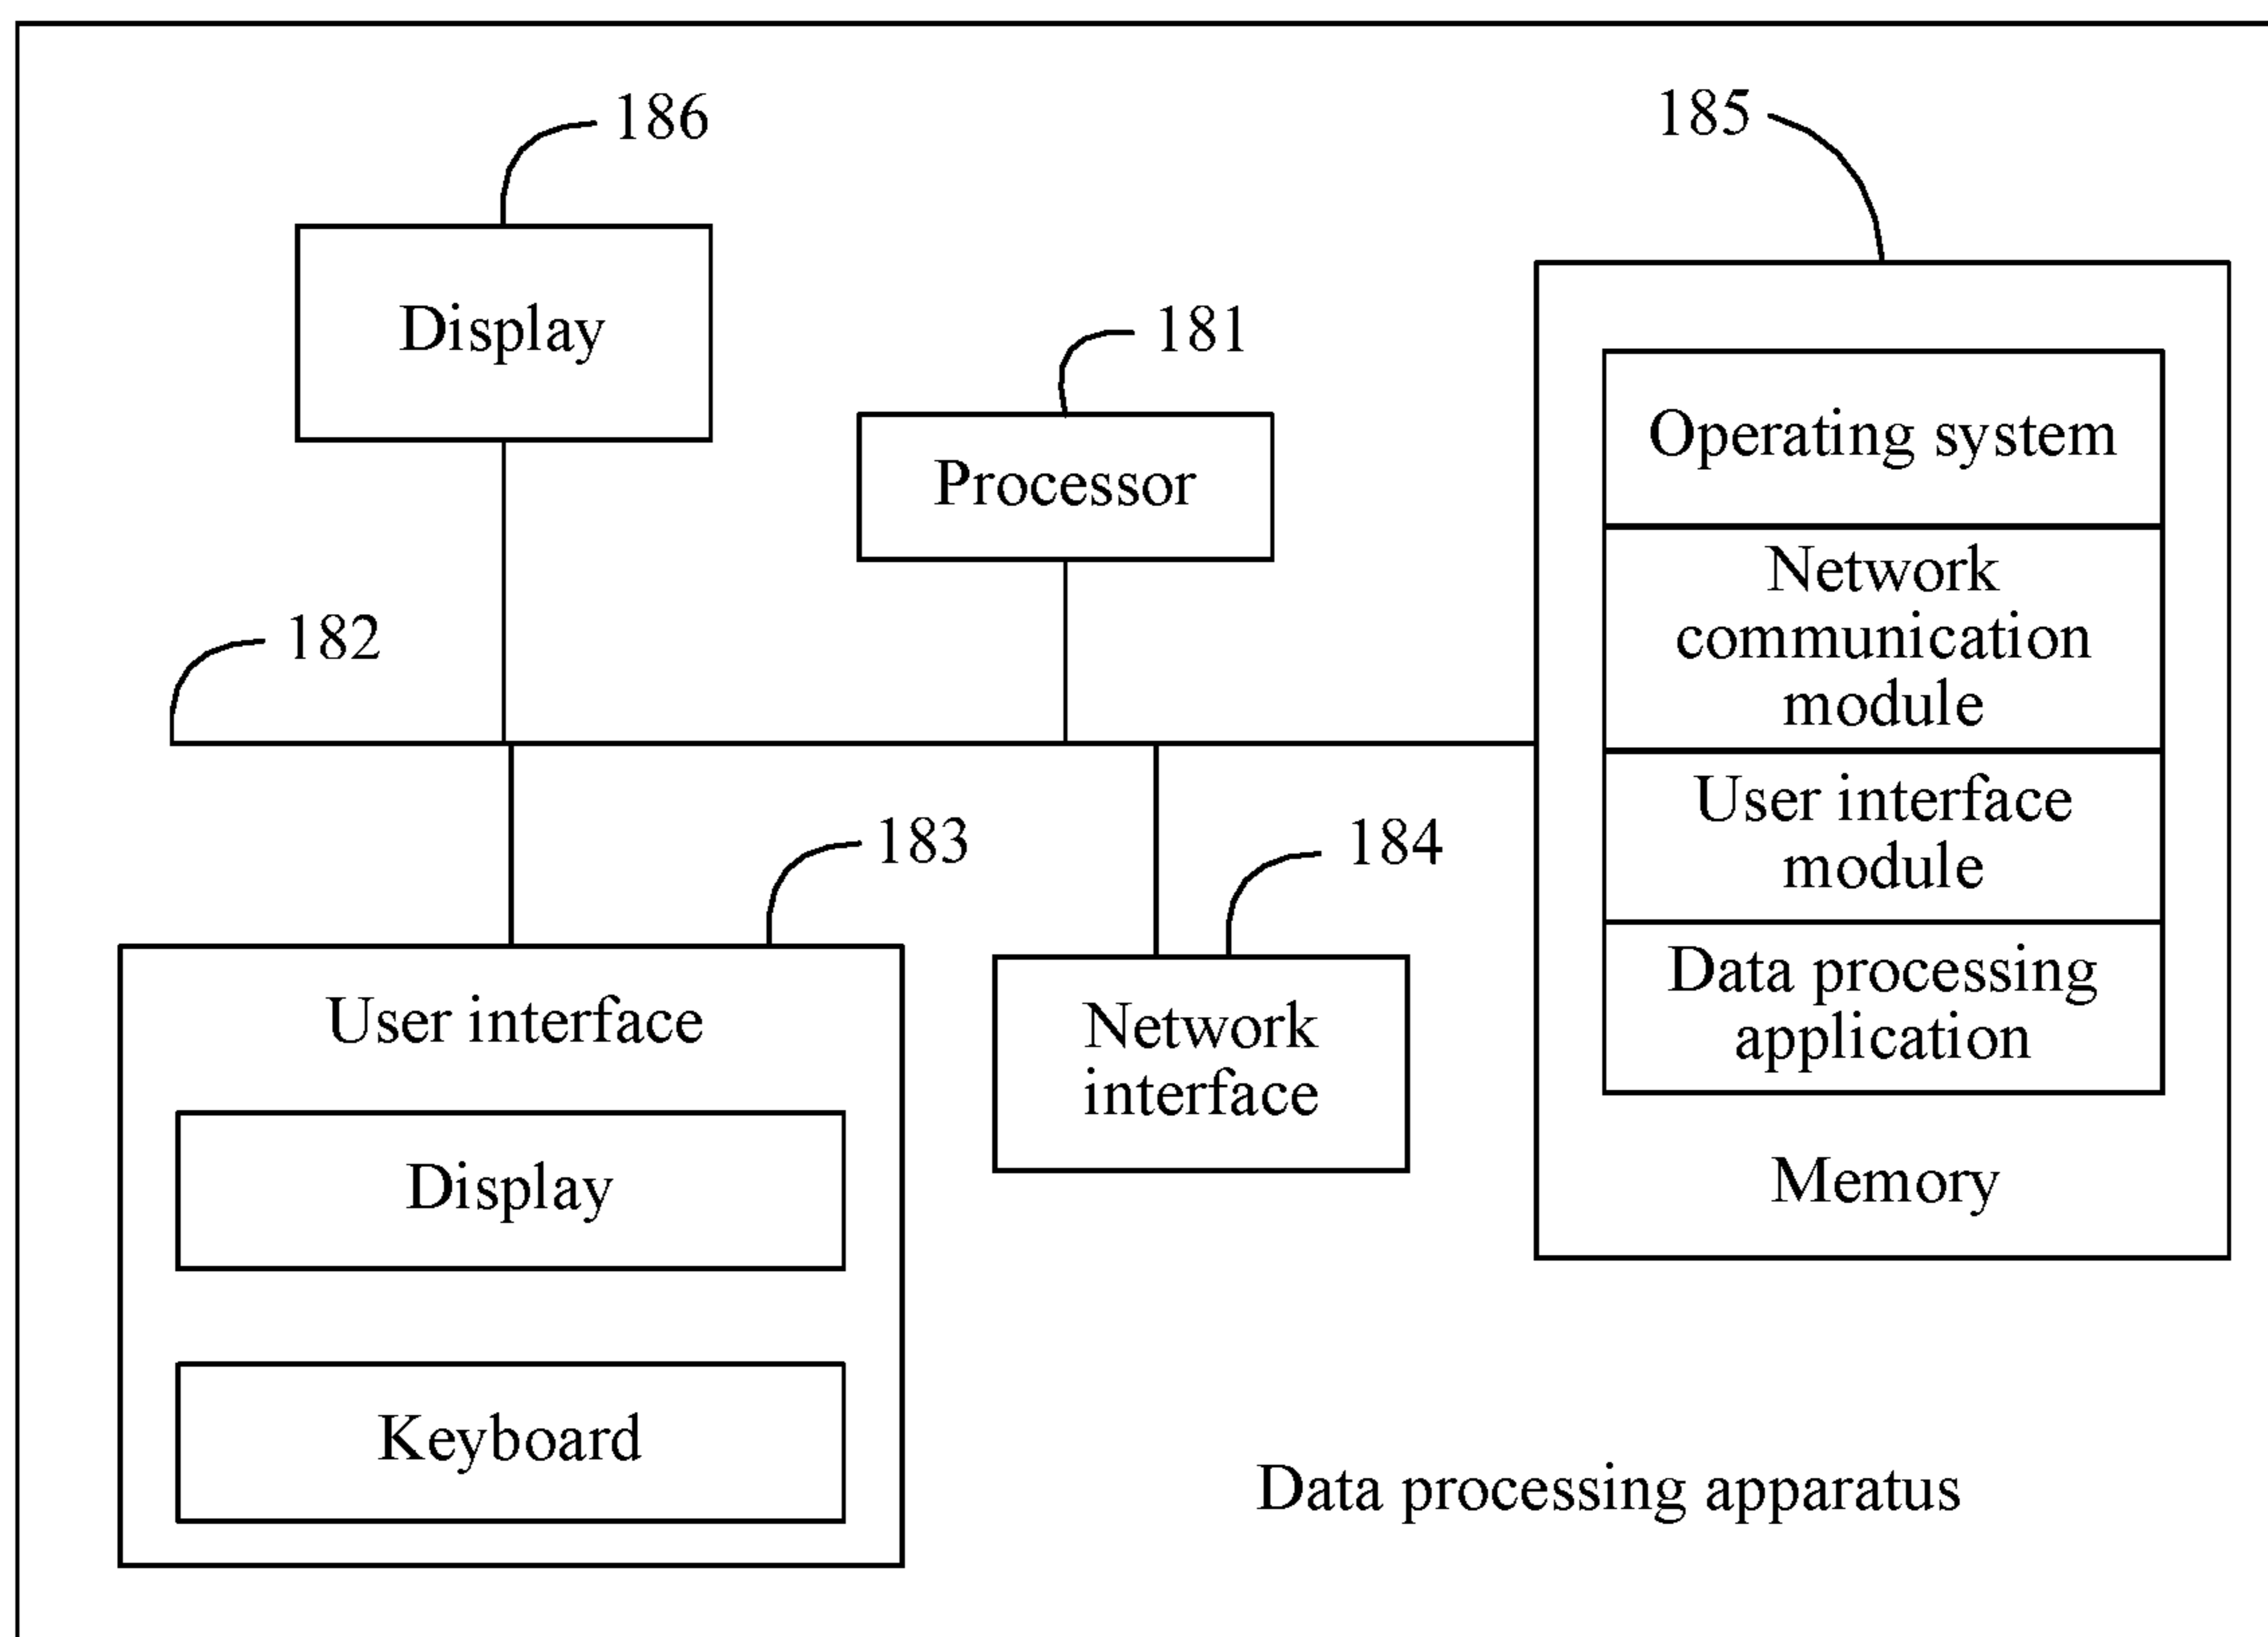 186
185
Display
181
Processor
Operating system
Network
communication
module
182
User interface
module
183
184
Data processing
application
User interface
Network
interface
Display
Memory
Keyboard
Data processing apparatus